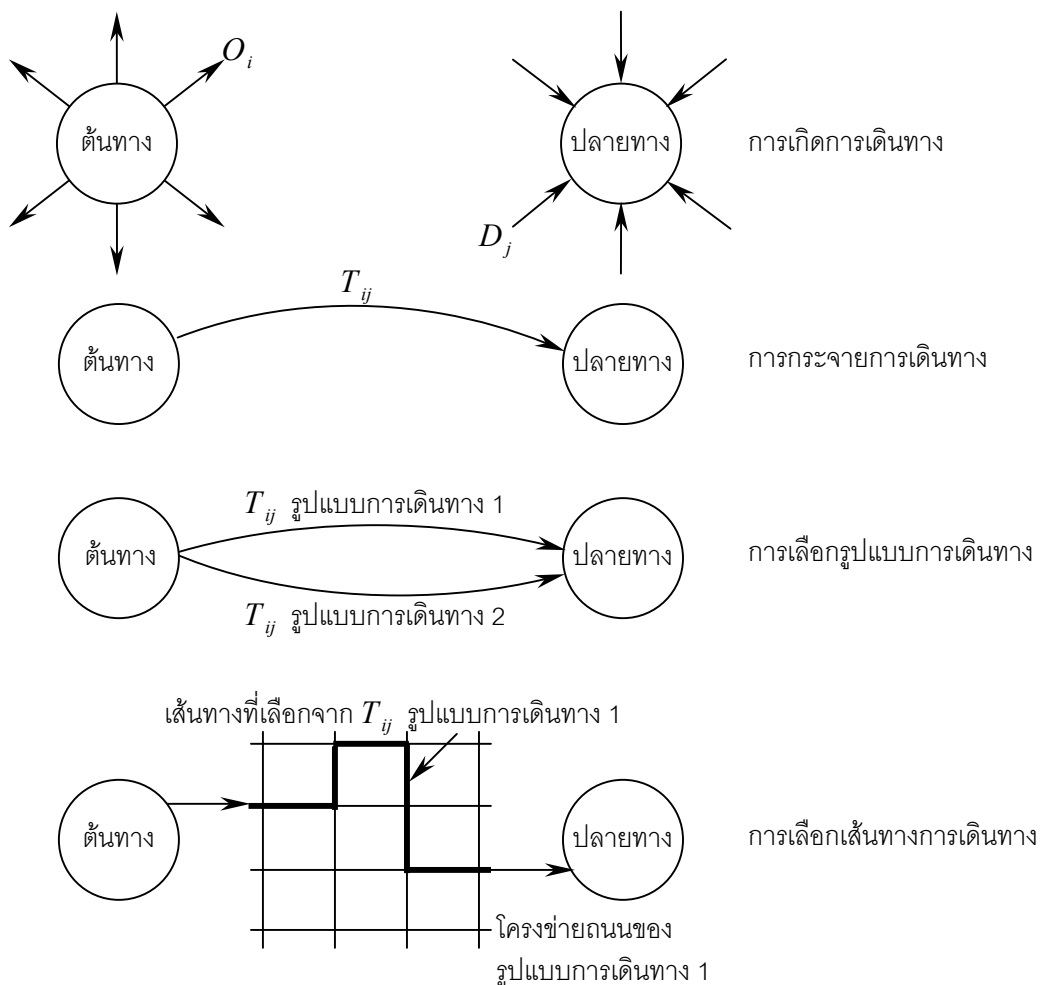 O_i
ต้นทาง
ปลายทาง
การเกิดการเดินทาง
D_j
T_ij
ต้นทาง
ปลายทาง
การกระจายการเดินทาง
T_ij รูปแบบการเดินทาง 1
ต้นทาง
ปลายทาง
การเลือกรูปแบบการเดินทาง
T_ij รูปแบบการเดินทาง 2
เส้นทางที่เลือกจาก T_ij รูปแบบการเดินทาง 1
ต้นทาง
ปลายทาง
การเลือกเส้นทางการเดินทาง
โครงข่ายถนนของ
รูปแบบการเดินทาง 1